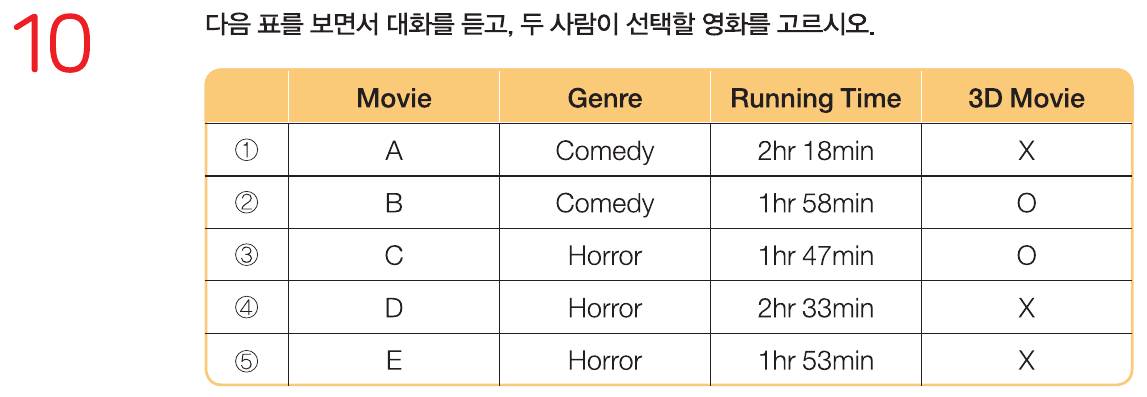 10
다음 표를 보면서 대화를 듣고, 두 사람이 선택할 영화를 고르시오.
Movie Genre Running Time 3D Movie
① A Comedy 2hr 18min X
② B Comedy 1hr 58min O
③ C Horror 1hr 47min O
④ D Horror 2hr 33min X
⑤ E Horror 1hr 53min X